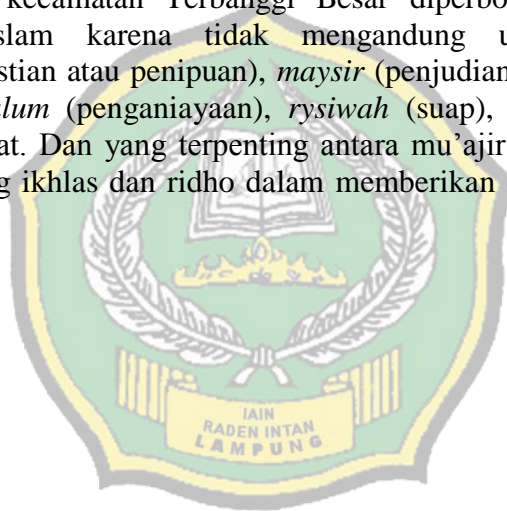 kecamatan Terbanggi Besar diperbo
slam karena tidak mengandung u
stian atau penipuan), maysir (penjudian
lum (penganiayaan), rysiwah (suap),
at. Dan yang terpenting antara mu’ajir
g ikhlas dan ridho dalam memberikan
IAIN
RADEN INTAN
LAMPUNG